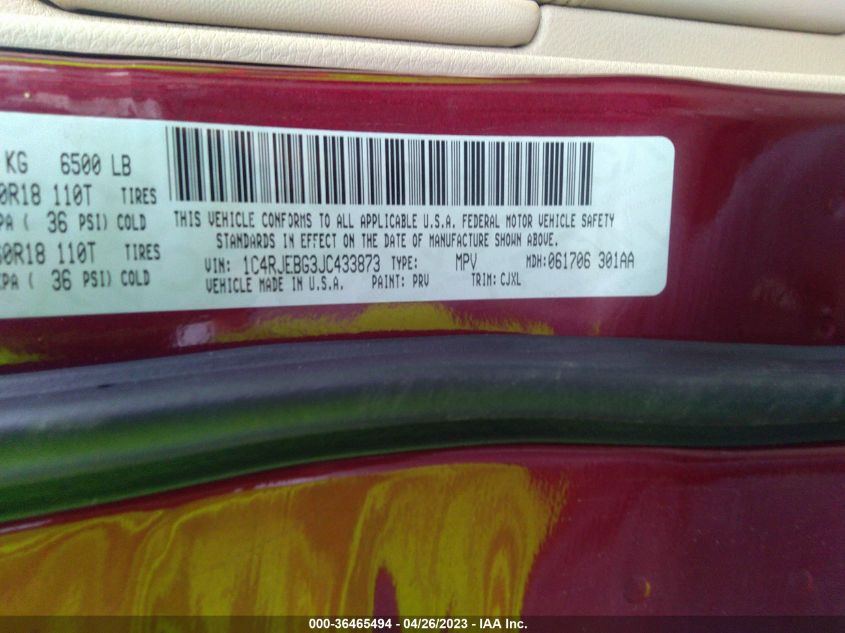 KG 6500 LB
0R18 110T TIRES
PA ( 36 PSI) COLD
60R18 110T TIRES
PA ( 36 PSI) COLD
THIS VEHICLE CONFORMS TO ALL APPLICABLE U.S.A. FEDERAL MOTOR VEHICLE SAFETY
STANDARDS IN EFFECT ON THE DATE OF MANUFACTURE SHOWN ABOVE.
VIN: 1C4RJEBG3JC433873 TYPE: MPV MDH: 061706 301AA
VEHICLE MADE IN U.S.A. PAINT: PRV TRIM: CJXL
000-36465494 - 04/26/2023 - IAA Inc.